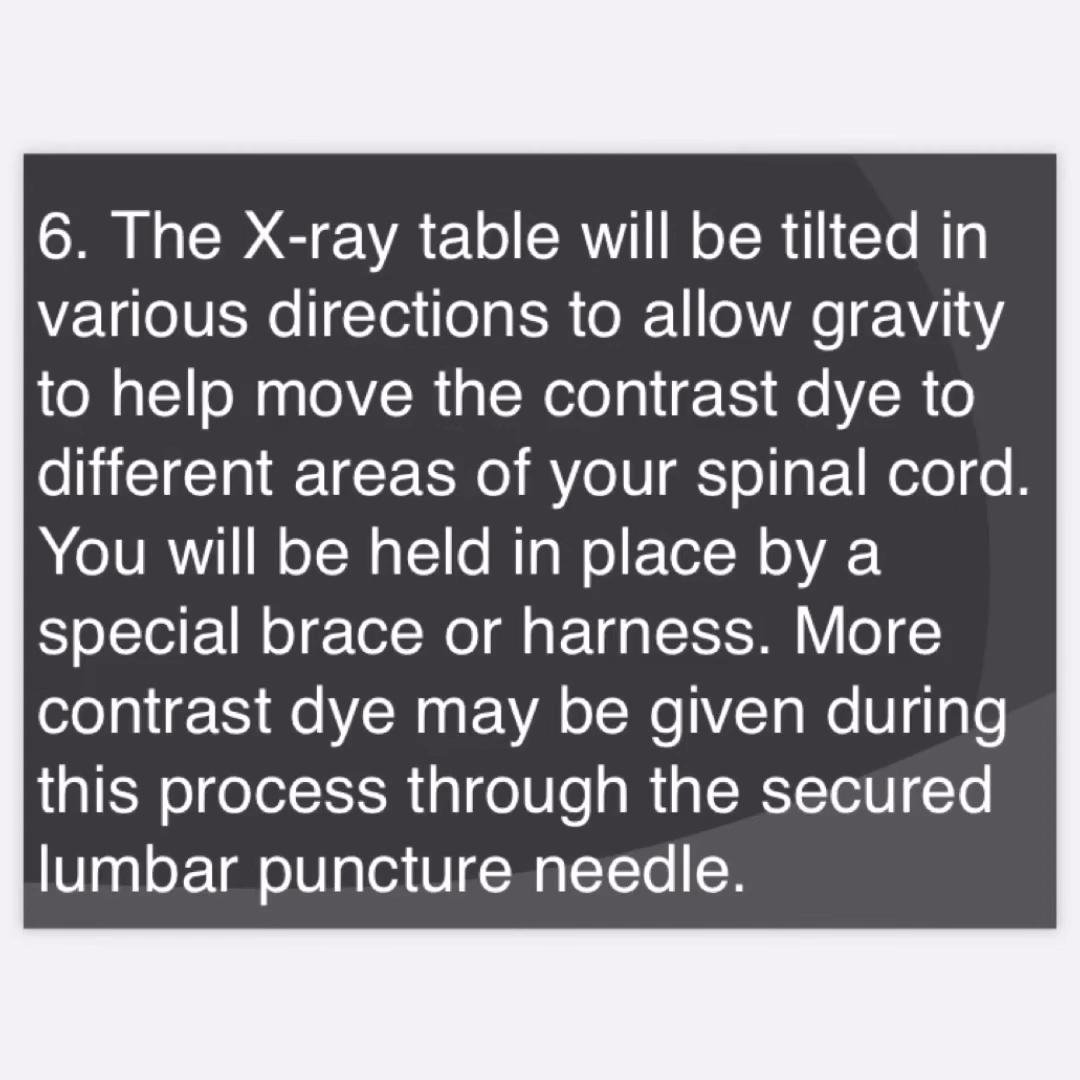 6. The X-ray table will be tilted in
various directions to allow gravity
to help move the contrast dye to
different areas of your spinal cord.
You will be held in place by a
special brace or harness. More
contrast dye may be given during
this process through the secured
lumbar puncture needle.